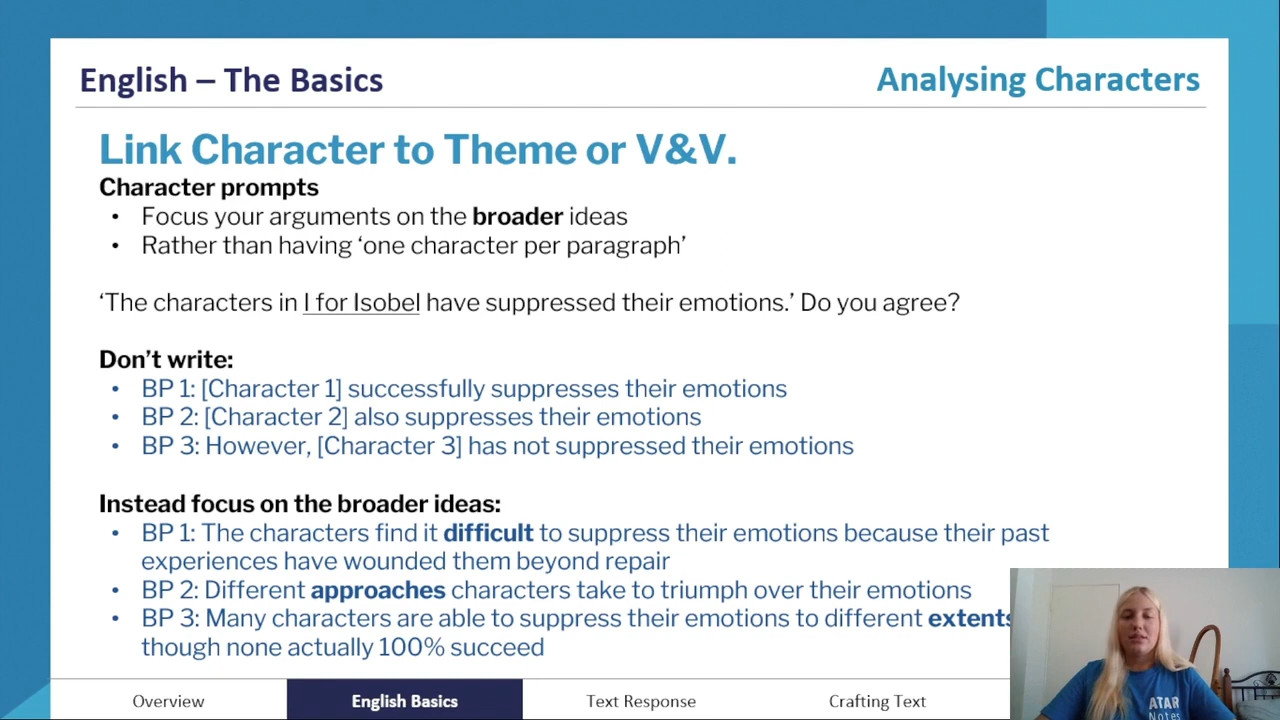 English – The Basics
Analysing Characters
Link Character to Theme or V&V.
Character prompts
• Focus your arguments on the broader ideas
• Rather than having ‘one character per paragraph’
‘The characters in I for Isobel have suppressed their emotions.’ Do you agree?
Don’t write:
• BP 1: [Character 1] successfully suppresses their emotions
• BP 2: [Character 2] also suppresses their emotions
• BP 3: However, [Character 3] has not suppressed their emotions
Instead focus on the broader ideas:
• BP 1: The characters find it difficult to suppress their emotions because their past
experiences have wounded them beyond repair
• BP 2: Different approaches characters take to triumph over their emotions
• BP 3: Many characters are able to suppress their emotions to different extents
though none actually 100% succeed
Overview
English Basics
Text Response
Crafting Text
ATAR
Notes